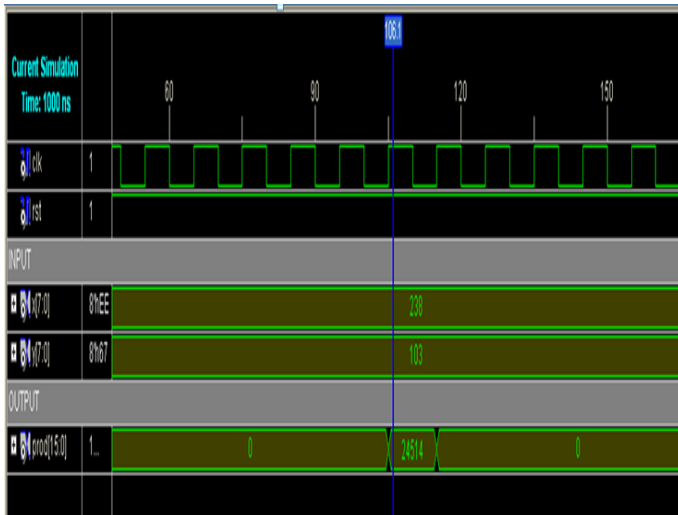 106.1
Current Simulation
Time: 1000 ns
60
90
120
150
clk 1
rst 1
INPUT
x[7:0] 8'hEE 238
y[7:0] 8'h67 103
OUTPUT
prod[15:0] 1... 0 24514 0